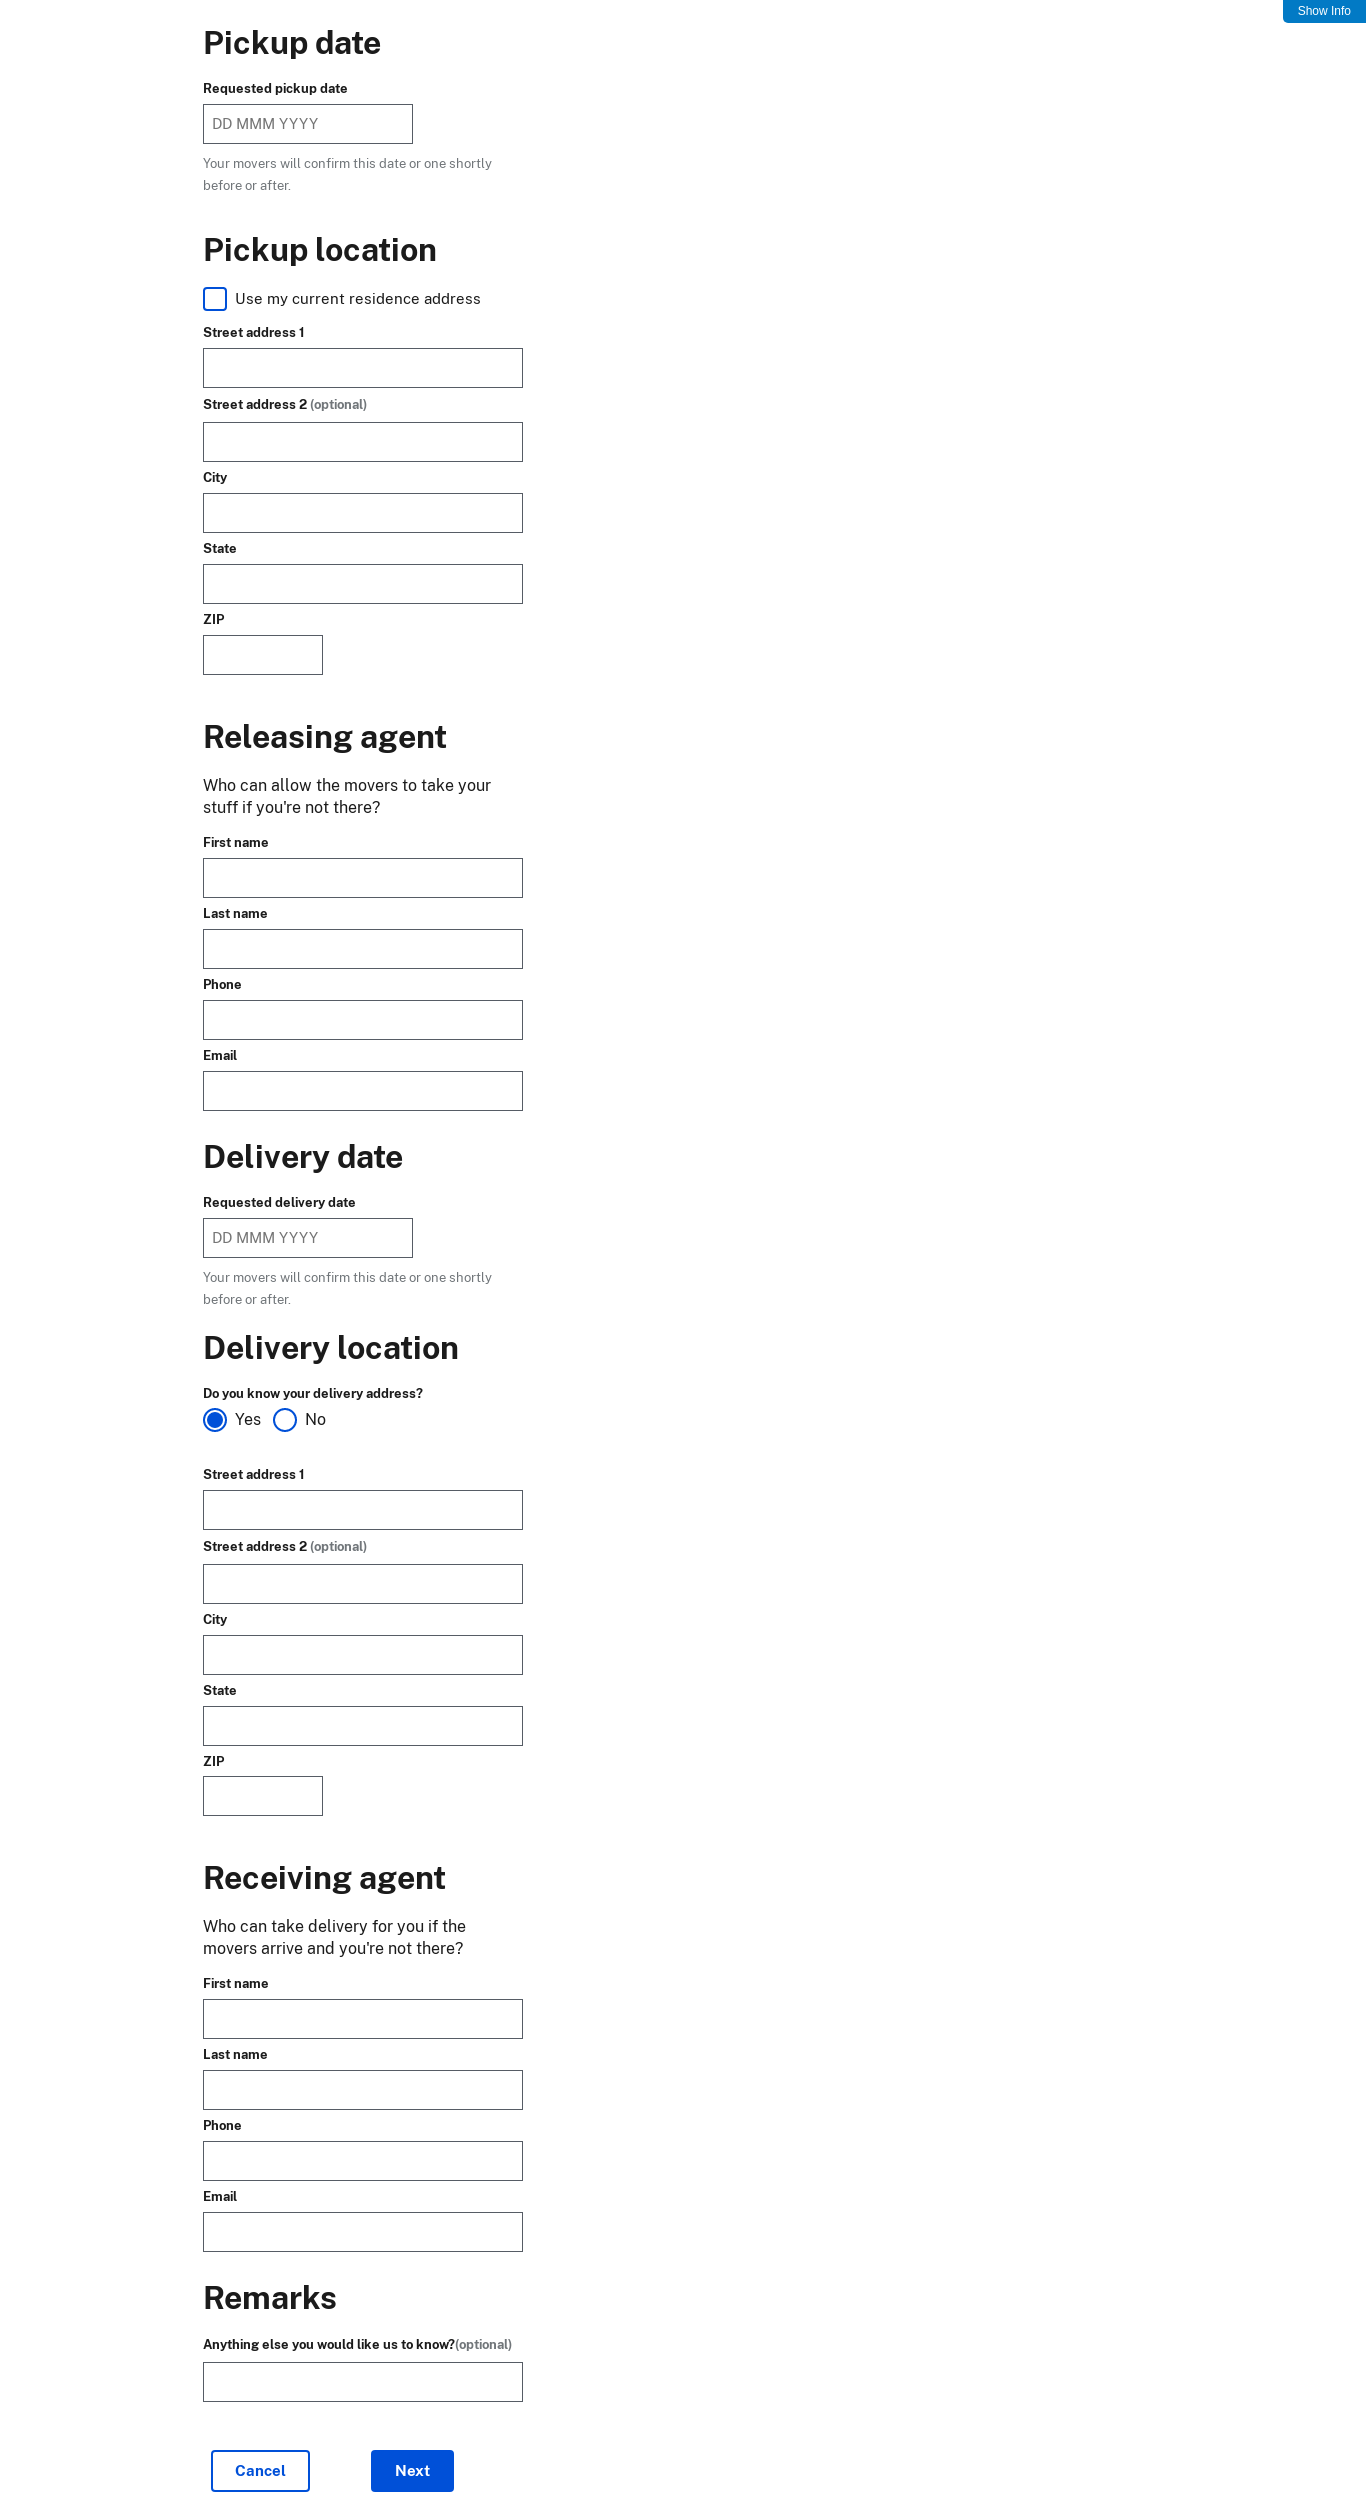 Show Info
Pickup date
Requested pickup date
DD MMM YYYY
Your movers will confirm this date or one shortly
before or after.
Pickup location
Use my current residence address
Street address 1
Street address 2 (optional)
City
State
ZIP
Releasing agent
Who can allow the movers to take your
stuff if you're not there?
First name
Last name
Phone
Email
Delivery date
Requested delivery date
DD MMM YYYY
Your movers will confirm this date or one shortly
before or after.
Delivery location
Do you know your delivery address?
Yes No
Street address 1
Street address 2 (optional)
City
State
ZIP
Receiving agent
Who can take delivery for you if the
movers arrive and you're not there?
First name
Last name
Phone
Email
Remarks
Anything else you would like us to know?(optional)
Cancel Next